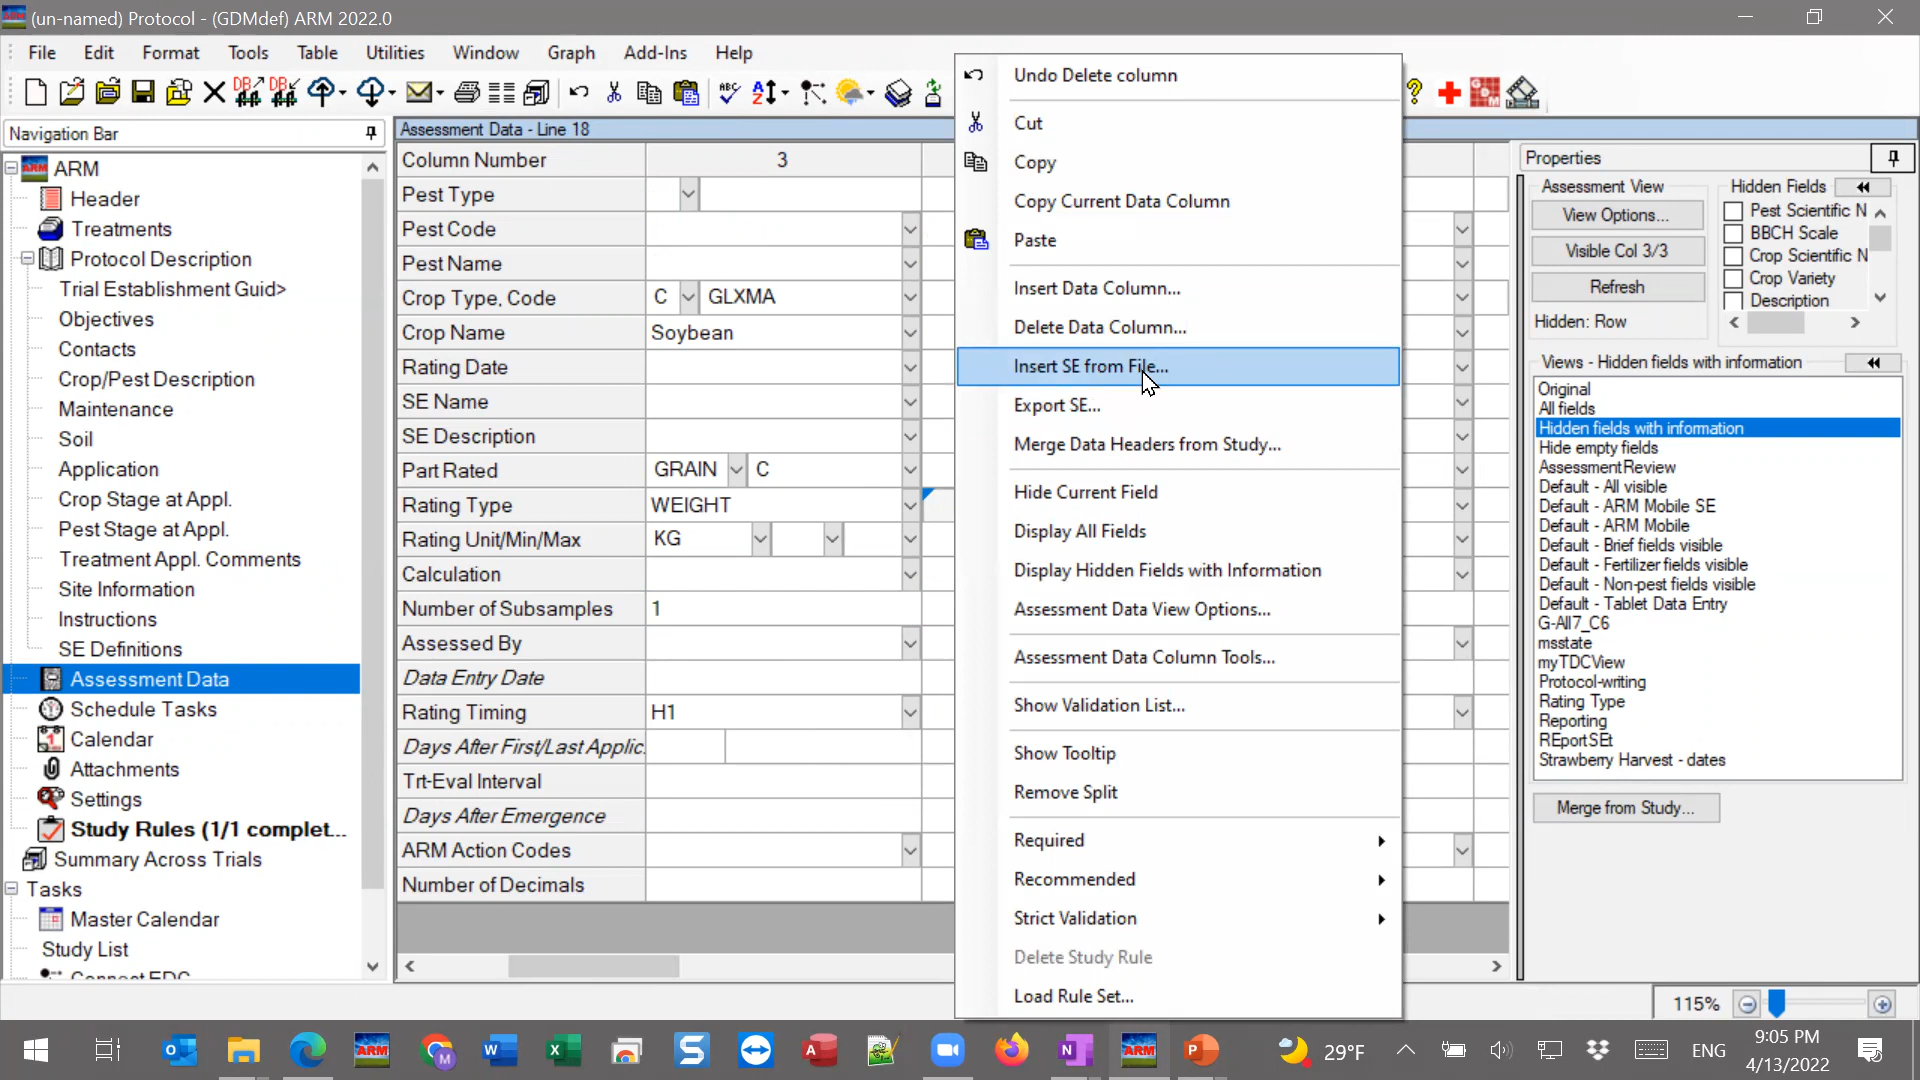 (un-named) Protocol - (GDMdef) ARM 2022.0
File Edit Format Tools Table Utilities Window Graph Add-Ins Help
Navigation Bar
ARM
Header
Treatments
Protocol Description
Trial Establishment Guid>
Objectives
Contacts
Crop/Pest Description
Maintenance
Soil
Application
Crop Stage at Appl.
Pest Stage at Appl.
Treatment Appl. Comments
Site Information
Instructions
SE Definitions
Assessment Data
Schedule Tasks
Calendar
Attachments
Settings
Study Rules (1/1 complet...
Summary Across Trials
Tasks
Master Calendar
Study List
Connect EDC
Assessment Data - Line 18
Column Number 3
Pest Type
Pest Code
Pest Name
Crop Type, Code C GLXMA
Crop Name Soybean
Rating Date
SE Name
SE Description
Part Rated GRAIN C
Rating Type WEIGHT
Rating Unit/Min/Max KG
Calculation
Number of Subsamples 1
Assessed By
Data Entry Date
Rating Timing H1
Days After First/Last Applic.
Trt-Eval Interval
Days After Emergence
ARM Action Codes
Number of Decimals
Undo Delete column
Cut
Copy
Copy Current Data Column
Paste
Insert Data Column...
Delete Data Column...
Insert SE from File...
Export SE...
Merge Data Headers from Study...
Hide Current Field
Display All Fields
Display Hidden Fields with Information
Assessment Data View Options...
Assessment Data Column Tools...
Show Validation List...
Show Tooltip
Remove Split
Required
Recommended
Strict Validation
Delete Study Rule
Load Rule Set...
Properties
Assessment View
View Options...
Visible Col 3/3
Refresh
Hidden: Row
Hidden Fields
Pest Scientific N
BBCH Scale
Crop Scientific N
Crop Variety
Description
Views - Hidden fields with information
Original
All fields
Hidden fields with information
Hide empty fields
AssessmentReview
Default - All visible
Default - ARM Mobile SE
Default - ARM Mobile
Default - Brief fields visible
Default - Fertilizer fields visible
Default - Non-pest fields visible
Default - Tablet Data Entry
G-All7_C6
msstate
myTDCView
Protocol-writing
Rating Type
Reporting
REportSEt
Strawberry Harvest - dates
Merge from Study...
115%
29°F
ENG
9:05 PM
4/13/2022